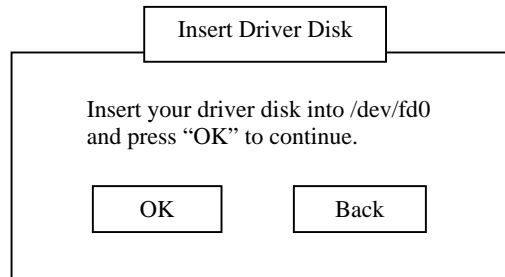 Insert Driver Disk
Insert your driver disk into /dev/fd0
and press “OK” to continue.
OK
Back